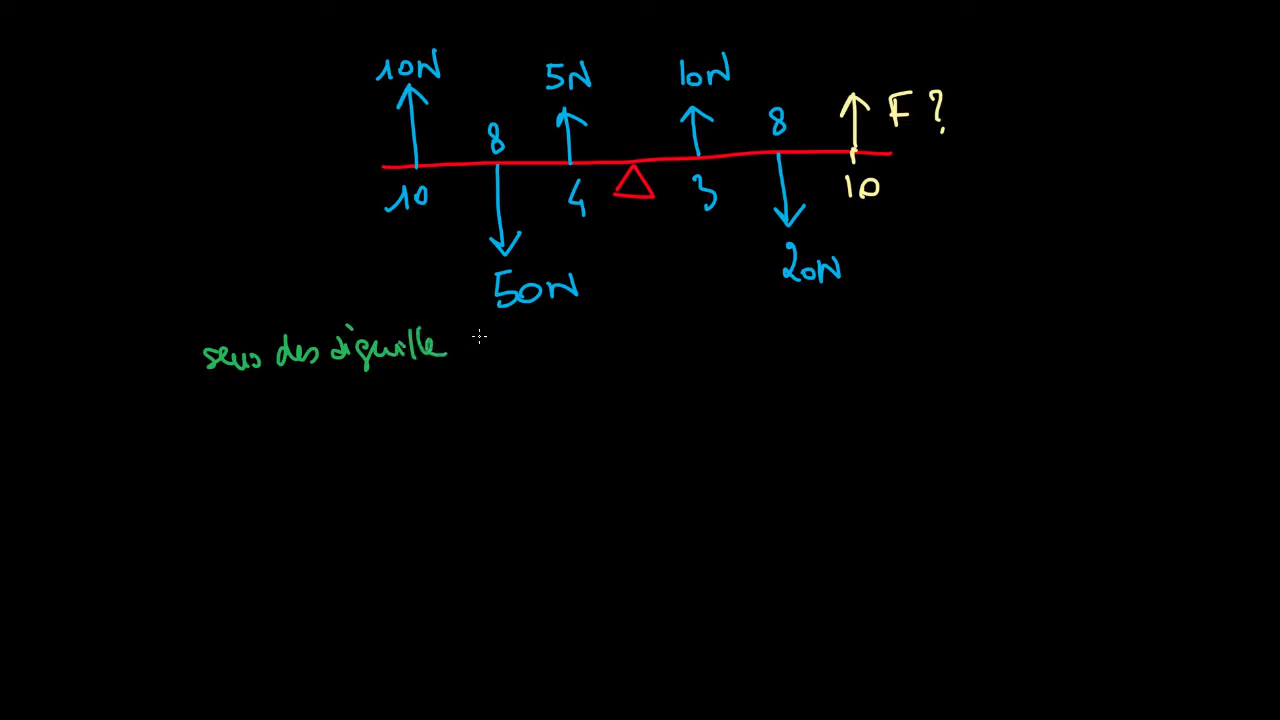 10N 5N 10N 8 F ?
8
10 4 3 10
50N 20N
sens des aiguille